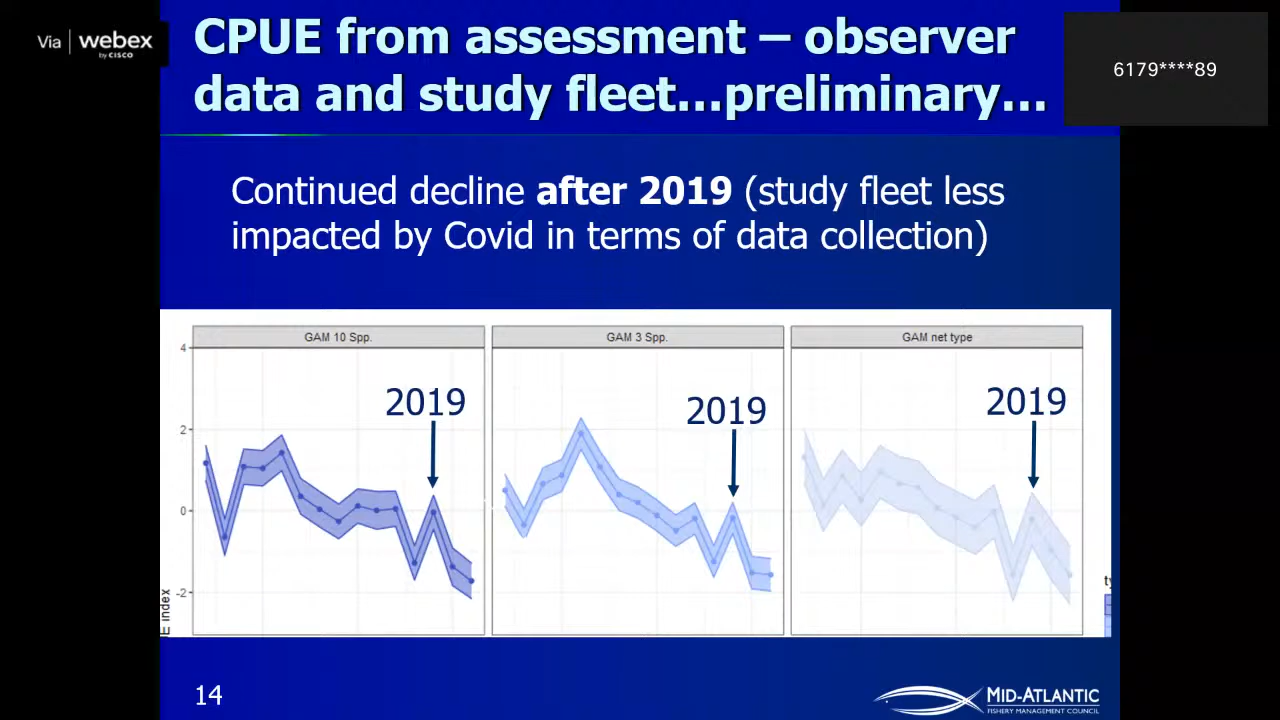 Via | webex
by CISCO
CPUE from assessment – observer
data and study fleet...preliminary...
6179****89
Continued decline after 2019 (study fleet less
impacted by Covid in terms of data collection)
GAM 10 Spp.
GAM 3 Spp.
GAM net type
4
2
0
-2
2019
2019
2019
E index
ty
14
MID-ATLANTIC
FISHERY MANAGEMENT COUNCIL